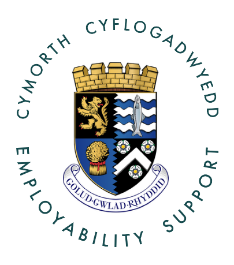 CYMORTH CYFLOGADWYEDD
GOLUD·GWLAD·RHYDDID
EMPLOYABILITY SUPPORT